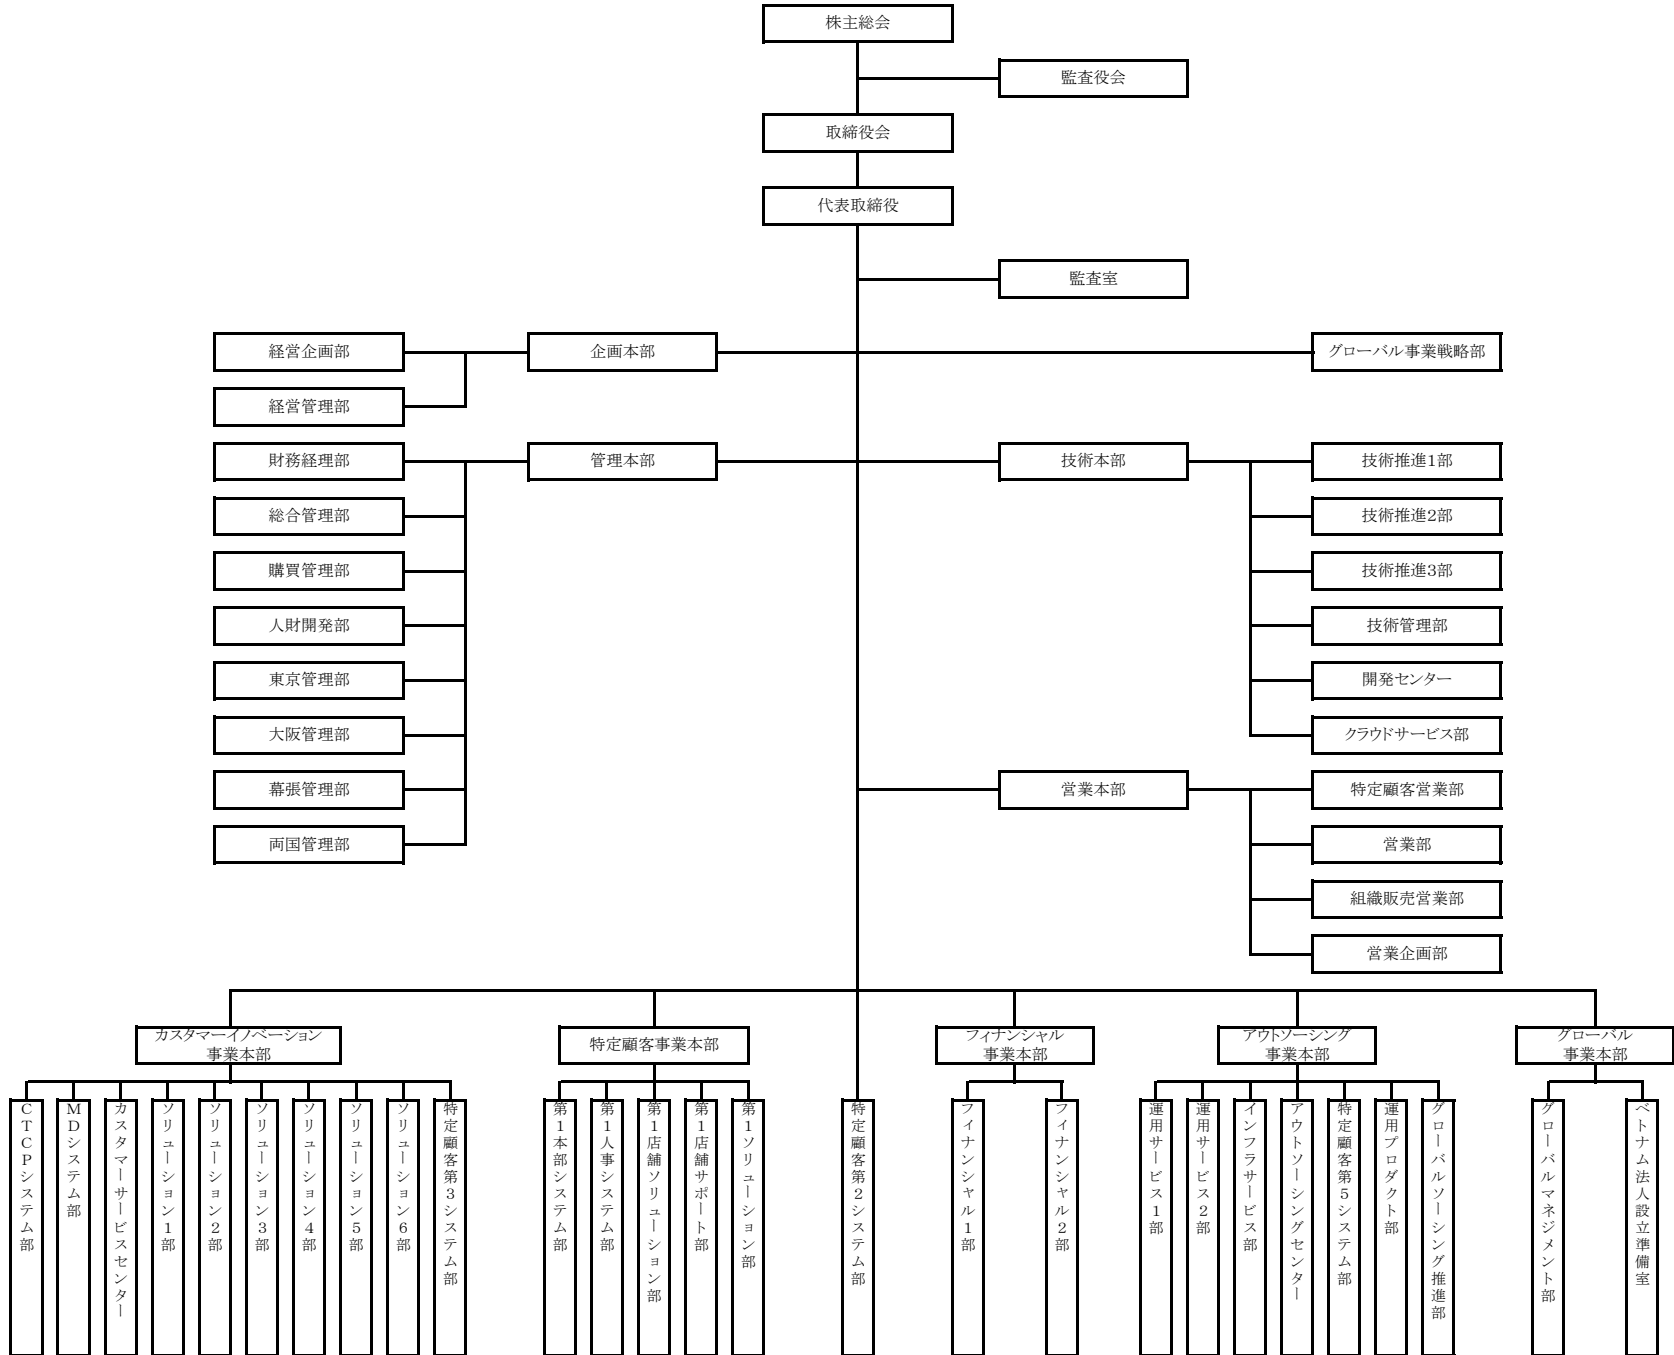 株主総会
監査役会
取締役会
代表取締役
監査室
経営企画部
企画本部
グローバル事業戦略部
経営管理部
財務経理部
管理本部
技術本部
技術推進1部
総合管理部
技術推進2部
購買管理部
技術推進3部
人財開発部
技術管理部
東京管理部
開発センター
大阪管理部
クラウドサービス部
幕張管理部
営業本部
特定顧客営業部
両国管理部
営業部
組織販売営業部
営業企画部
カスタマーイノベーション
事業本部
特定顧客事業本部
フィナンシャル
事業本部
アウトソーシング
事業本部
グローバル
事業本部
CTCPシステム部
MDシステム部
カスタマーサービスセンター
ソリューション1部
ソリューション2部
ソリューション3部
ソリューション4部
ソリューション5部
ソリューション6部
特定顧客第3システム部
第1本部システム部
第1人事システム部
第1店舗ソリューション部
第1店舗サポート部
第1ソリューション部
特定顧客第2システム部
フィナンシャル1部
フィナンシャル2部
運用サービス1部
運用サービス2部
インフラサービス部
アウトソーシングセンター
特定顧客第5システム部
運用プロダクト部
グローバルソーシング推進部
グローバルマネジメント部
ベトナム法人設立準備室